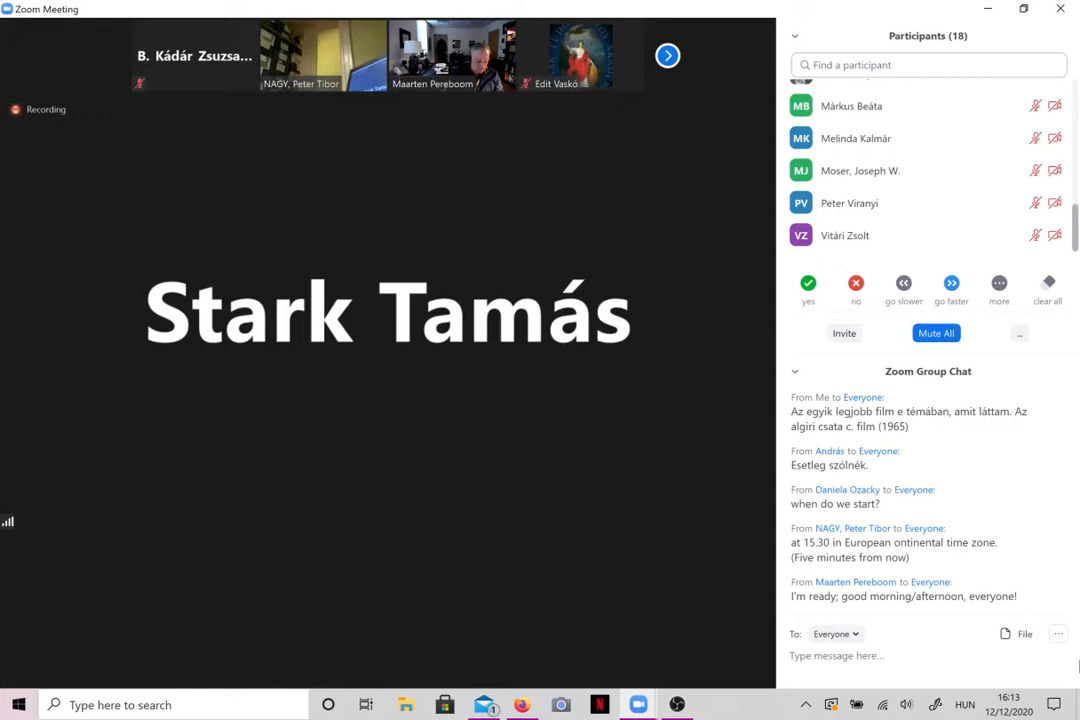 Zoom Meeting
B. Kádár Zsuzsa...
NAGY, Peter Tibor
Maarten Pereboom
Edit Vaskó
Recording
Stark Tamás
Participants (18)
Find a participant
MB Márkus Beáta
MK Melinda Kalmár
MJ Moser, Joseph W.
PV Peter Viranyi
VZ Vitári Zsolt
yes no go slower go faster more clear all
Invite Mute All ...
Zoom Group Chat
From Me to Everyone:
Az egyik legjobb film e témában, amit láttam. Az
algiri csata c. film (1965)
From András to Everyone:
Esetleg szólnék.
From Daniela Ozacky to Everyone:
when do we start?
From NAGY, Peter Tibor to Everyone:
at 15.30 in European ontinental time zone.
(Five minutes from now)
From Maarten Pereboom to Everyone:
I'm ready; good morning/afternoon, everyone!
To: Everyone File ...
Type message here...
Type here to search
1
N
HUN
16:13
12/12/2020